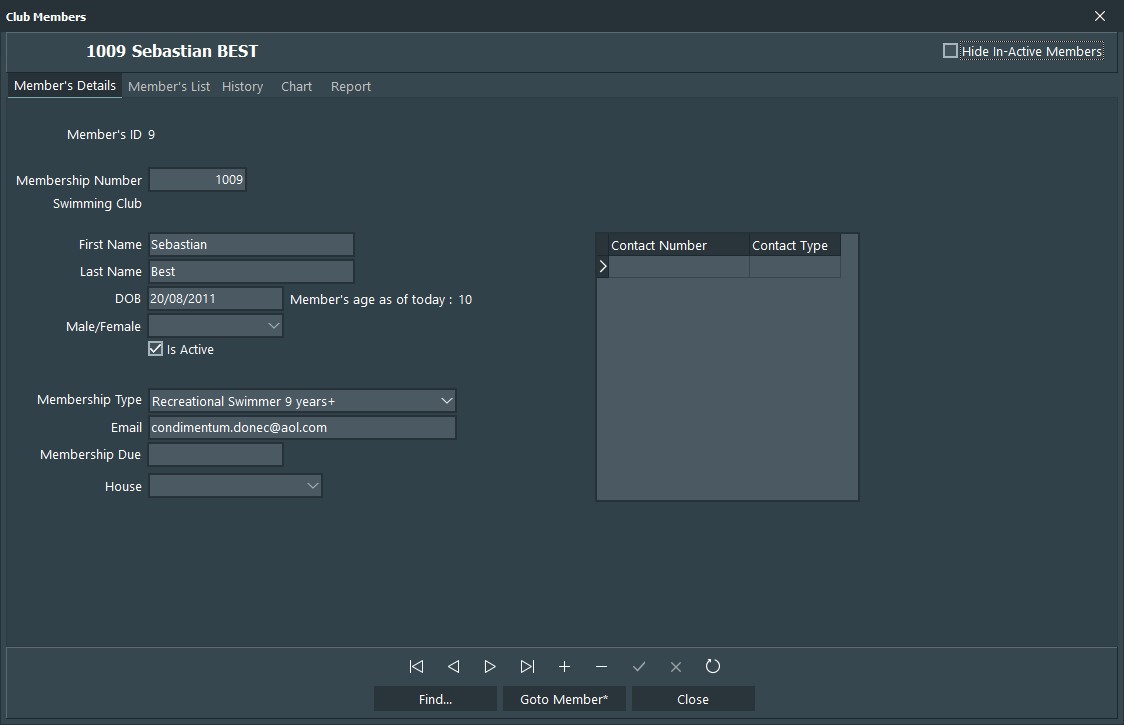 Club Members
1009 Sebastian BEST
Hide In-Active Members
Member's Details Member's List History Chart Report
Member's ID 9
Membership Number 1009
Swimming Club
First Name Sebastian
Contact Number Contact Type
Last Name Best
DOB 20/08/2011 Member's age as of today : 10
Male/Female
Is Active
Membership Type Recreational Swimmer 9 years+
Email condimentum.donec@aol.com
Membership Due
House
Find... Goto Member* Close